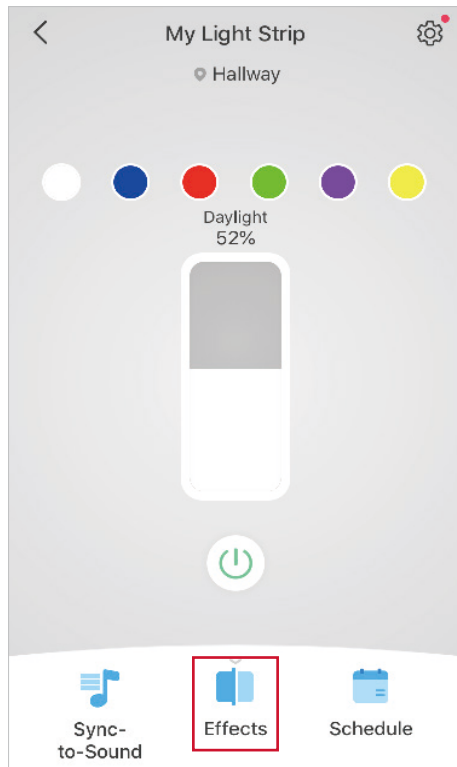 My Light Strip
Hallway
Daylight
52%
Sync-
to-Sound
Effects
Schedule